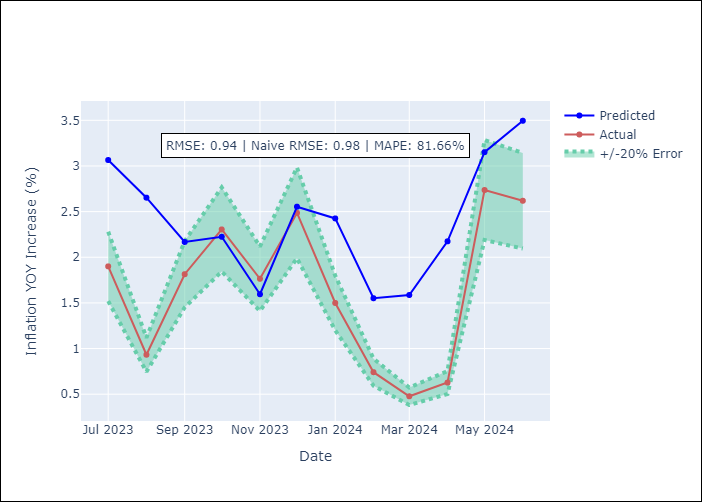 RMSE: 0.94 | Naive RMSE: 0.98 | MAPE: 81.66%
Predicted
Actual
+/-20% Error
Inflation YOY Increase (%)
3.5
3
2.5
2
1.5
1
0.5
Jul 2023
Sep 2023
Nov 2023
Jan 2024
Mar 2024
May 2024
Date